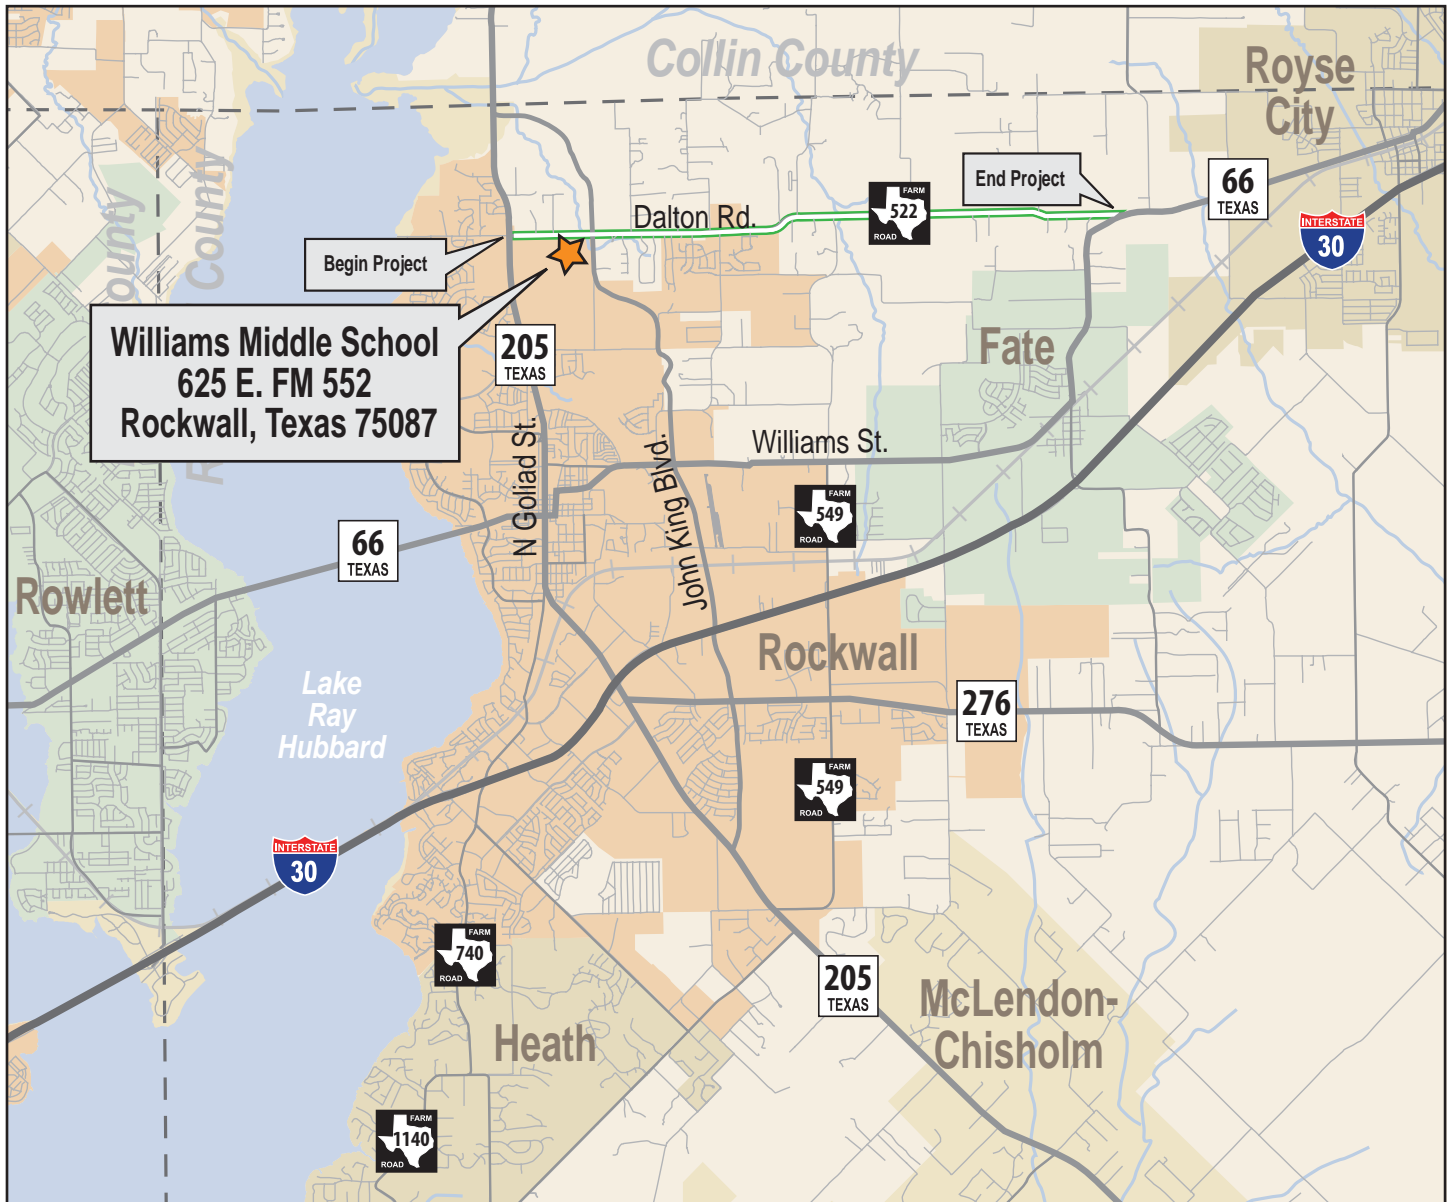 Collin County
Royse
City
End Project
66
TEXAS
FARM
522
ROAD
Dalton Rd.
INTERSTATE
30
Begin Project
County
County
Williams Middle School
625 E. FM 552
Rockwall, Texas 75087
205
TEXAS
Fate
N Goliad St.
John King Blvd.
Williams St.
FARM
549
ROAD
66
TEXAS
Rowlett
Rockwall
Lake
Ray
Hubbard
276
TEXAS
FARM
549
ROAD
INTERSTATE
30
FARM
740
ROAD
205
TEXAS
McLendon-
Chisholm
Heath
FARM
1140
ROAD